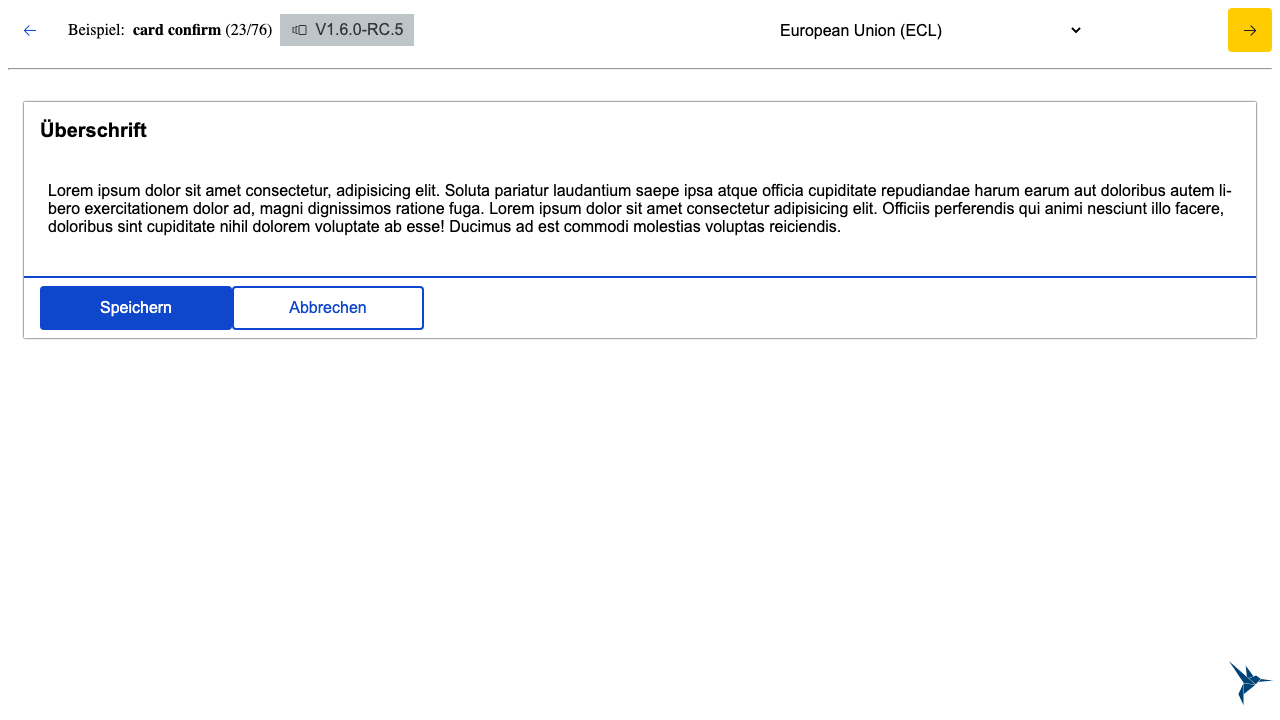 Beispiel: card confirm (23/76) V1.6.0-RC.5 European Union (ECL)
Überschrift
Lorem ipsum dolor sit amet consectetur, adipisicing elit. Soluta pariatur laudantium saepe ipsa atque officia cupiditate repudiandae harum earum aut doloribus autem li-
bero exercitationem dolor ad, magni dignissimos ratione fuga. Lorem ipsum dolor sit amet consectetur adipisicing elit. Officiis perferendis qui animi nesciunt illo facere,
doloribus sint cupiditate nihil dolorem voluptate ab esse! Ducimus ad est commodi molestias voluptas reiciendis.
Speichern Abbrechen